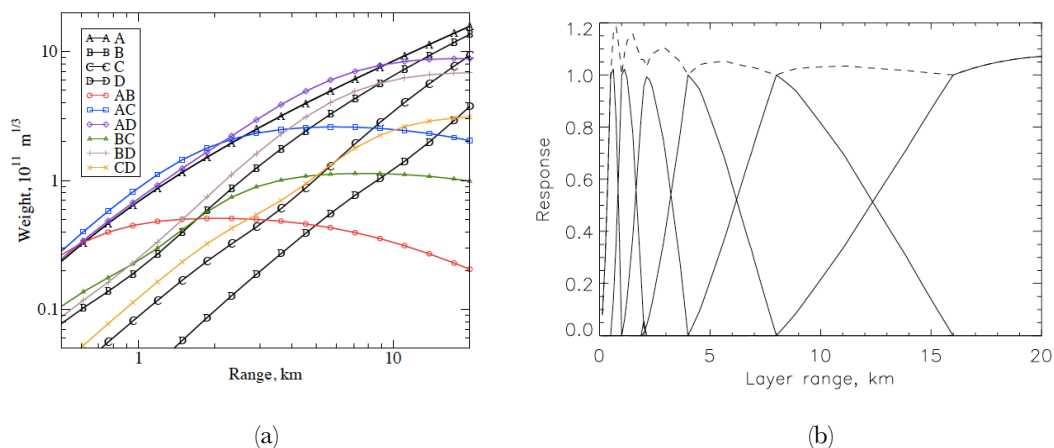 10
1
0.1
Weight, 10¹¹ m^1/3
A A A
B B B
C C C
D D D
AB
AC
AD
BC
BD
CD
1
10
Range, km
(a)
1.2
1.0
0.8
0.6
0.4
0.2
0.0
Response
0
5
10
15
20
Layer range, km
(b)